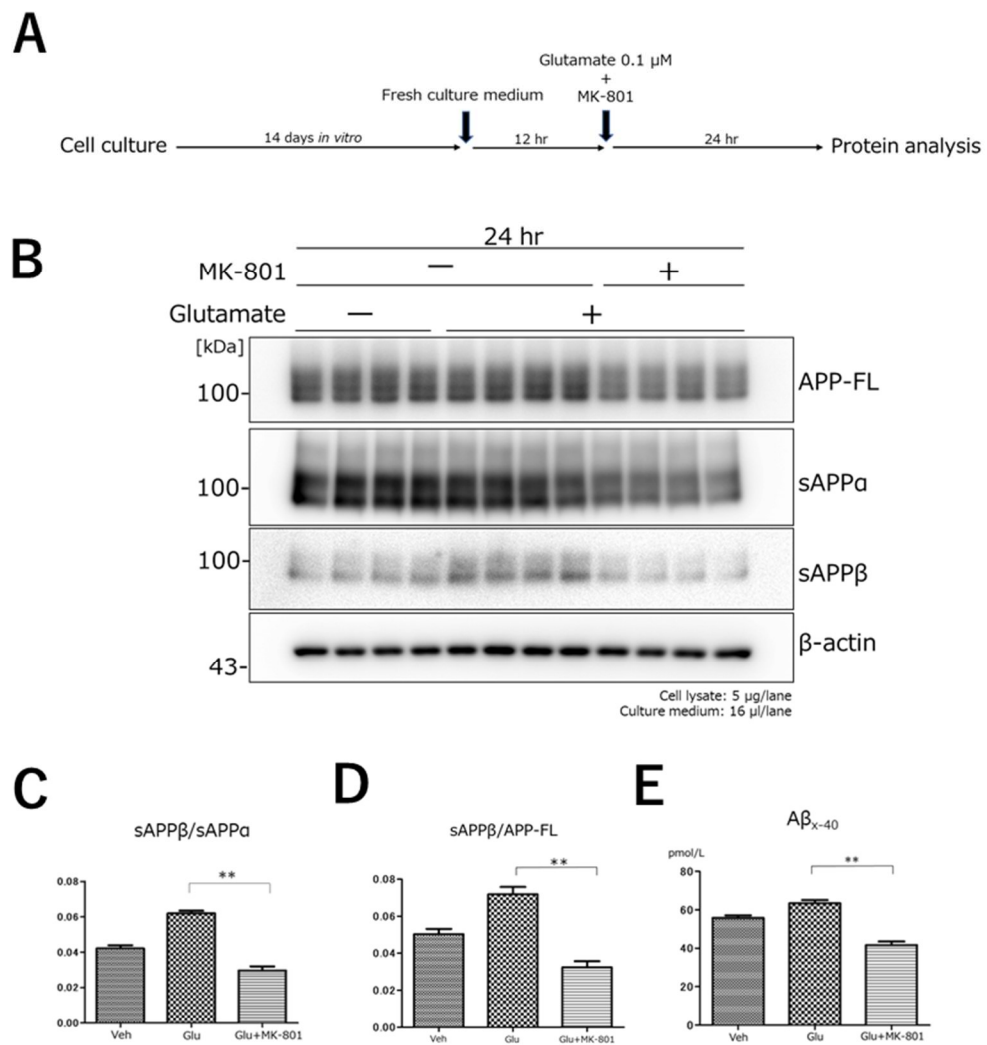 A
Glutamate 0.1 μM
+
MK-801
Fresh culture medium
Cell culture
14 days in vitro
12 hr
24 hr
Protein analysis
B
24 hr
MK-801
−
+
Glutamate
−
+
[kDa]
100-
APP-FL
100-
sAPPα
100-
sAPPβ
43-
β-actin
Cell lysate: 5 μg/lane
Culture medium: 16 μl/lane
C
sAPPβ/sAPPα
**
0.08
0.06
0.04
0.02
0.00
Veh
Glu
Glu+MK-801
D
sAPPβ/APP-FL
**
0.08
0.06
0.04
0.02
0.00
Veh
Glu
Glu+MK-801
E
Aβx-40
pmol/L
**
80
60
40
20
0
Veh
Glu
Glu+MK-801